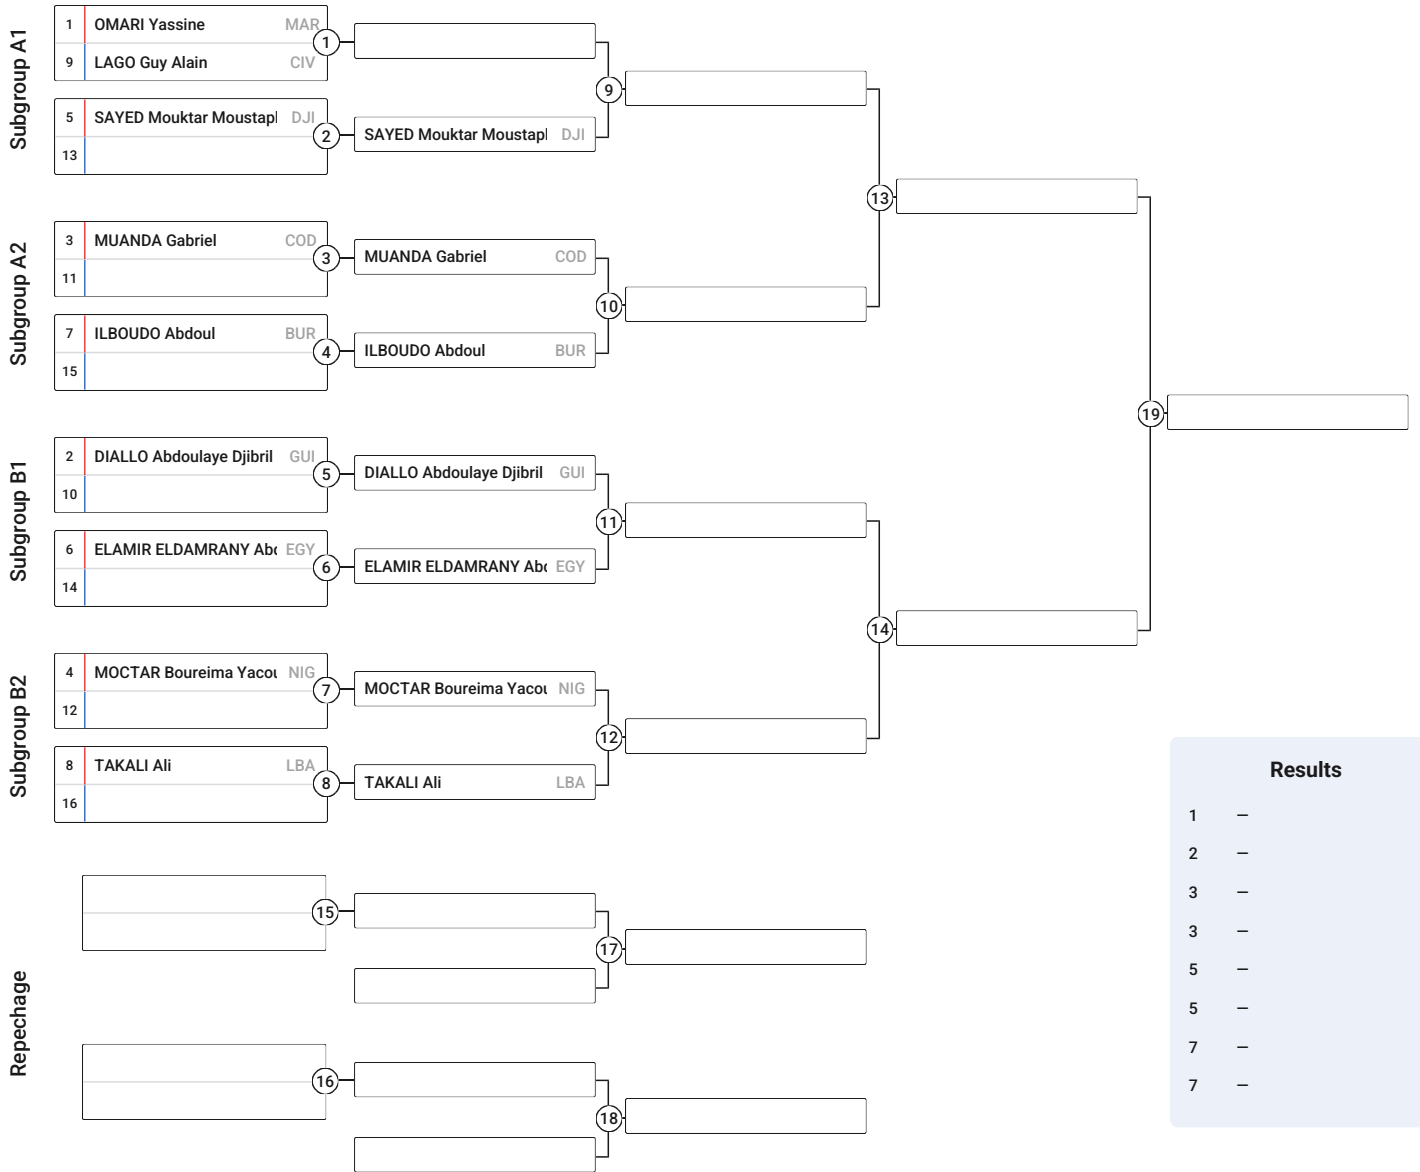 Subgroup A1
1 OMARI Yassine MAR
9 LAGO Guy Alain CIV
1
5 SAYED Mouktar Moustap DJI
13
2
SAYED Mouktar Moustap DJI
9
Subgroup A2
3 MUANDA Gabriel COD
11
3
MUANDA Gabriel COD
7 ILBOUDO Abdoul BUR
15
4
ILBOUDO Abdoul BUR
10
13
Subgroup B1
2 DIALLO Abdoulaye Djibril GUI
10
5
DIALLO Abdoulaye Djibril GUI
6 ELAMIR ELDAMRANY Abd EGY
14
6
ELAMIR ELDAMRANY Abd EGY
11
Subgroup B2
4 MOCTAR Boureima Yacou NIG
12
7
MOCTAR Boureima Yacou NIG
8 TAKALI Ali LBA
16
8
TAKALI Ali LBA
12
14
19
Repechage
15
17
16
18
Results
1 –
2 –
3 –
3 –
5 –
5 –
7 –
7 –